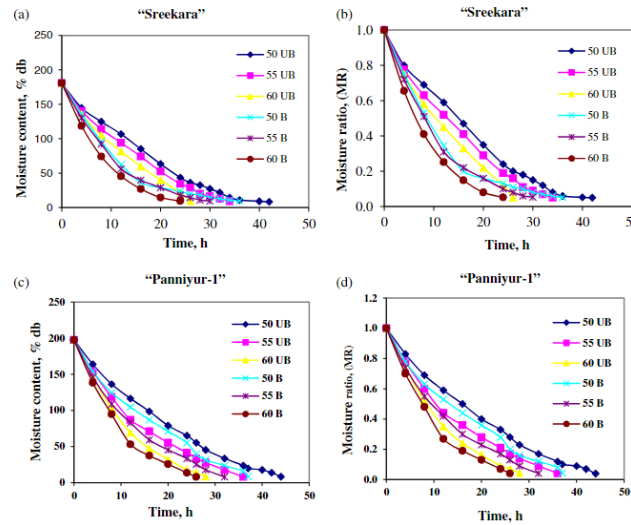 (a)
“Sreekara”
Moisture content, % db
250
200
150
100
50
0
0 10 20 30 40 50
Time, h
50 UB
55 UB
60 UB
50 B
55 B
60 B
(b)
“Sreekara”
Moisture ratio, (MR)
1.0
0.8
0.6
0.4
0.2
0.0
0 10 20 30 40 50
Time, h
50 UB
55 UB
60 UB
50 B
55 B
60 B
(c)
“Panniyur-1”
Moisture content, % db
250
200
150
100
50
0
0 10 20 30 40 50
Time, h
50 UB
55 UB
60 UB
50 B
55 B
60 B
(d)
“Panniyur-1”
Moisture ratio, (MR)
1.2
1.0
0.8
0.6
0.4
0.2
0.0
0 10 20 30 40 50
Time, h
50 UB
55 UB
60 UB
50 B
55 B
60 B